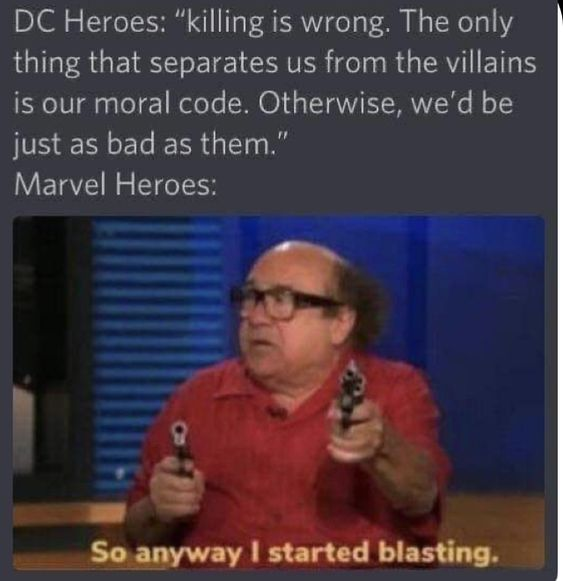 DC Heroes: “killing is wrong. The only
thing that separates us from the villains
is our moral code. Otherwise, we’d be
just as bad as them.”
Marvel Heroes:
So anyway I started blasting.